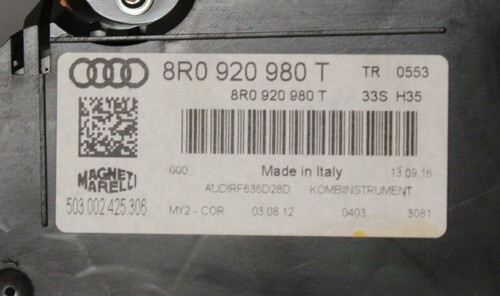 8R0 920 980 T TR 0553
8R0 920 980 T 33S H35
000 Made in Italy 13.09.16
MAGNETI
MARELLI
AUDIRF636D28D KOMBIINSTRUMENT
503.002.425.306
MY2 - COR 03.08.12 0403 3081